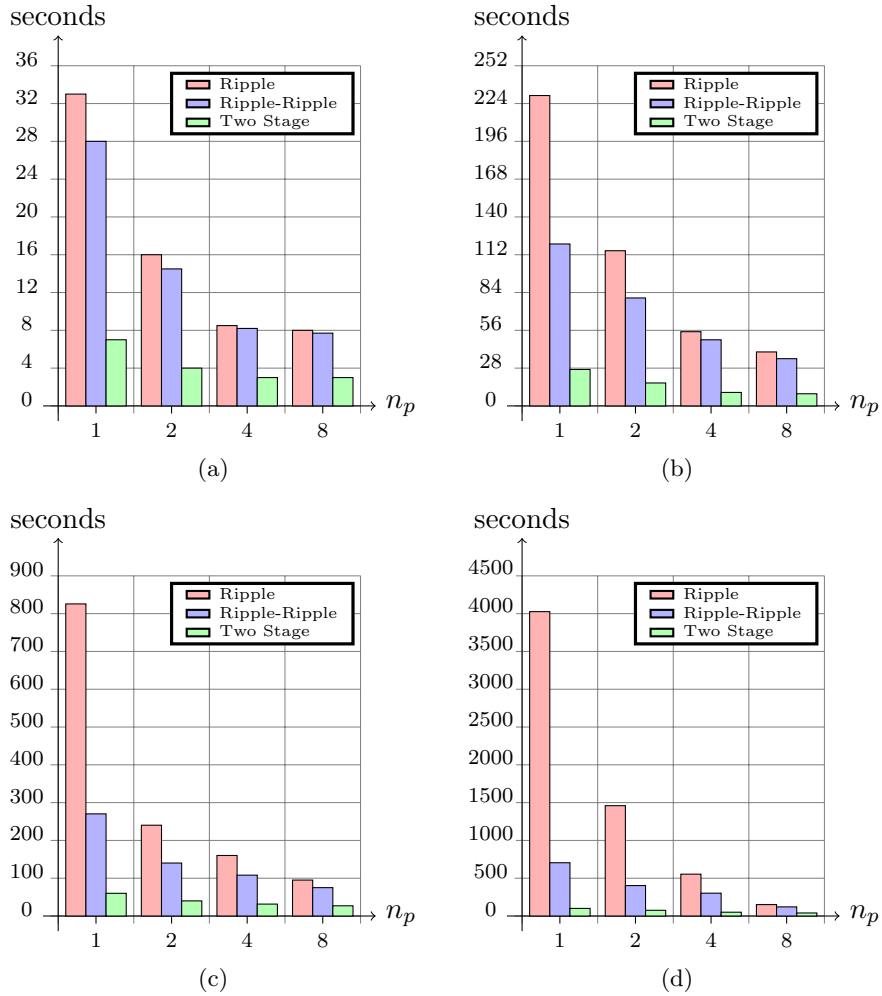 seconds
36
32
28
24
20
16
12
8
4
0
Ripple
Ripple-Ripple
Two Stage
1 2 4 8
n_p
(a)
seconds
252
224
196
168
140
112
84
56
28
0
Ripple
Ripple-Ripple
Two Stage
1 2 4 8
n_p
(b)
seconds
900
800
700
600
500
400
300
200
100
0
Ripple
Ripple-Ripple
Two Stage
1 2 4 8
n_p
(c)
seconds
4500
4000
3500
3000
2500
2000
1500
1000
500
0
Ripple
Ripple-Ripple
Two Stage
1 2 4 8
n_p
(d)